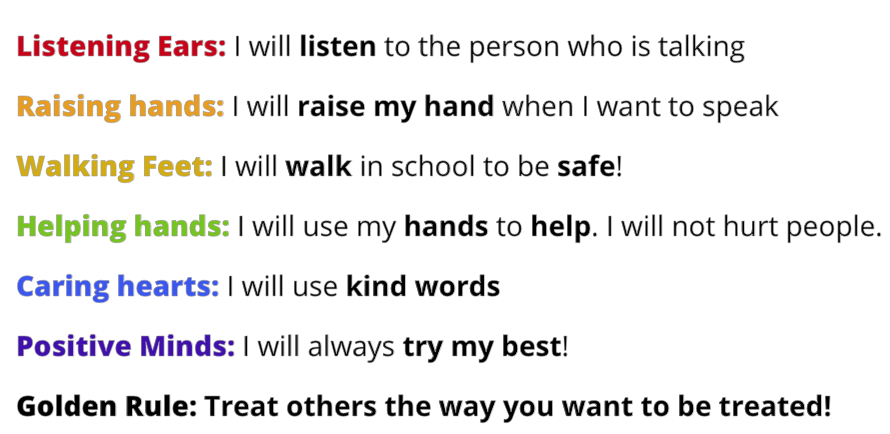 Listening Ears: I will listen to the person who is talking
Raising hands: I will raise my hand when I want to speak
Walking Feet: I will walk in school to be safe!
Helping hands: I will use my hands to help. I will not hurt people.
Caring hearts: I will use kind words
Positive Minds: I will always try my best!
Golden Rule: Treat others the way you want to be treated!